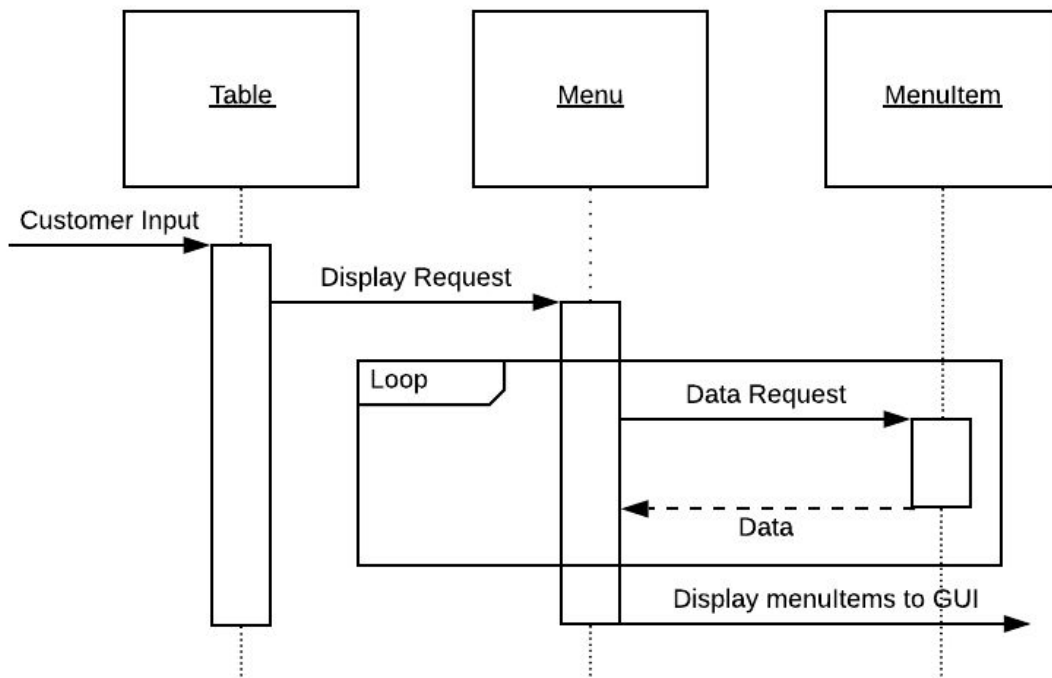 Table
Menu
MenuItem
Customer Input
Display Request
Loop
Data Request
Data
Display menuItems to GUI